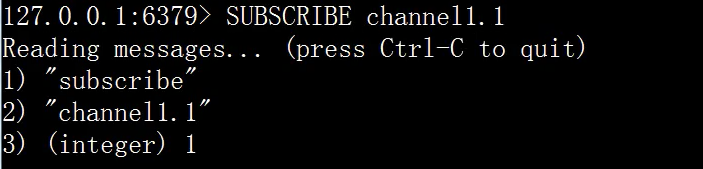 127.0.0.1:6379> SUBSCRIBE channel1.1
Reading messages... (press Ctrl-C to quit)
1) "subscribe"
2) "channel1.1"
3) (integer) 1